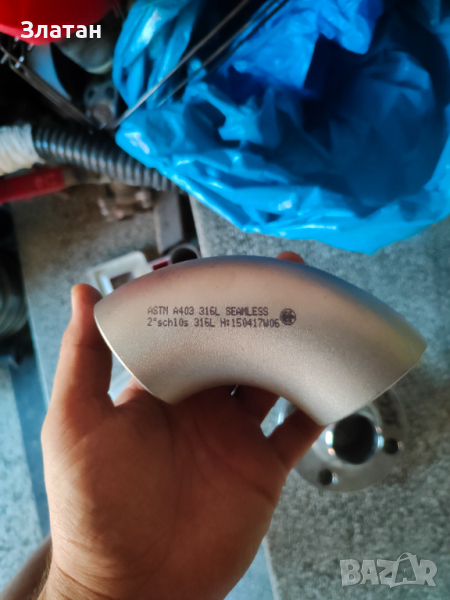 Златан
ASTM A403 316L SEAMLESS
2"sch10s 316L H:150417W06
BAZAR